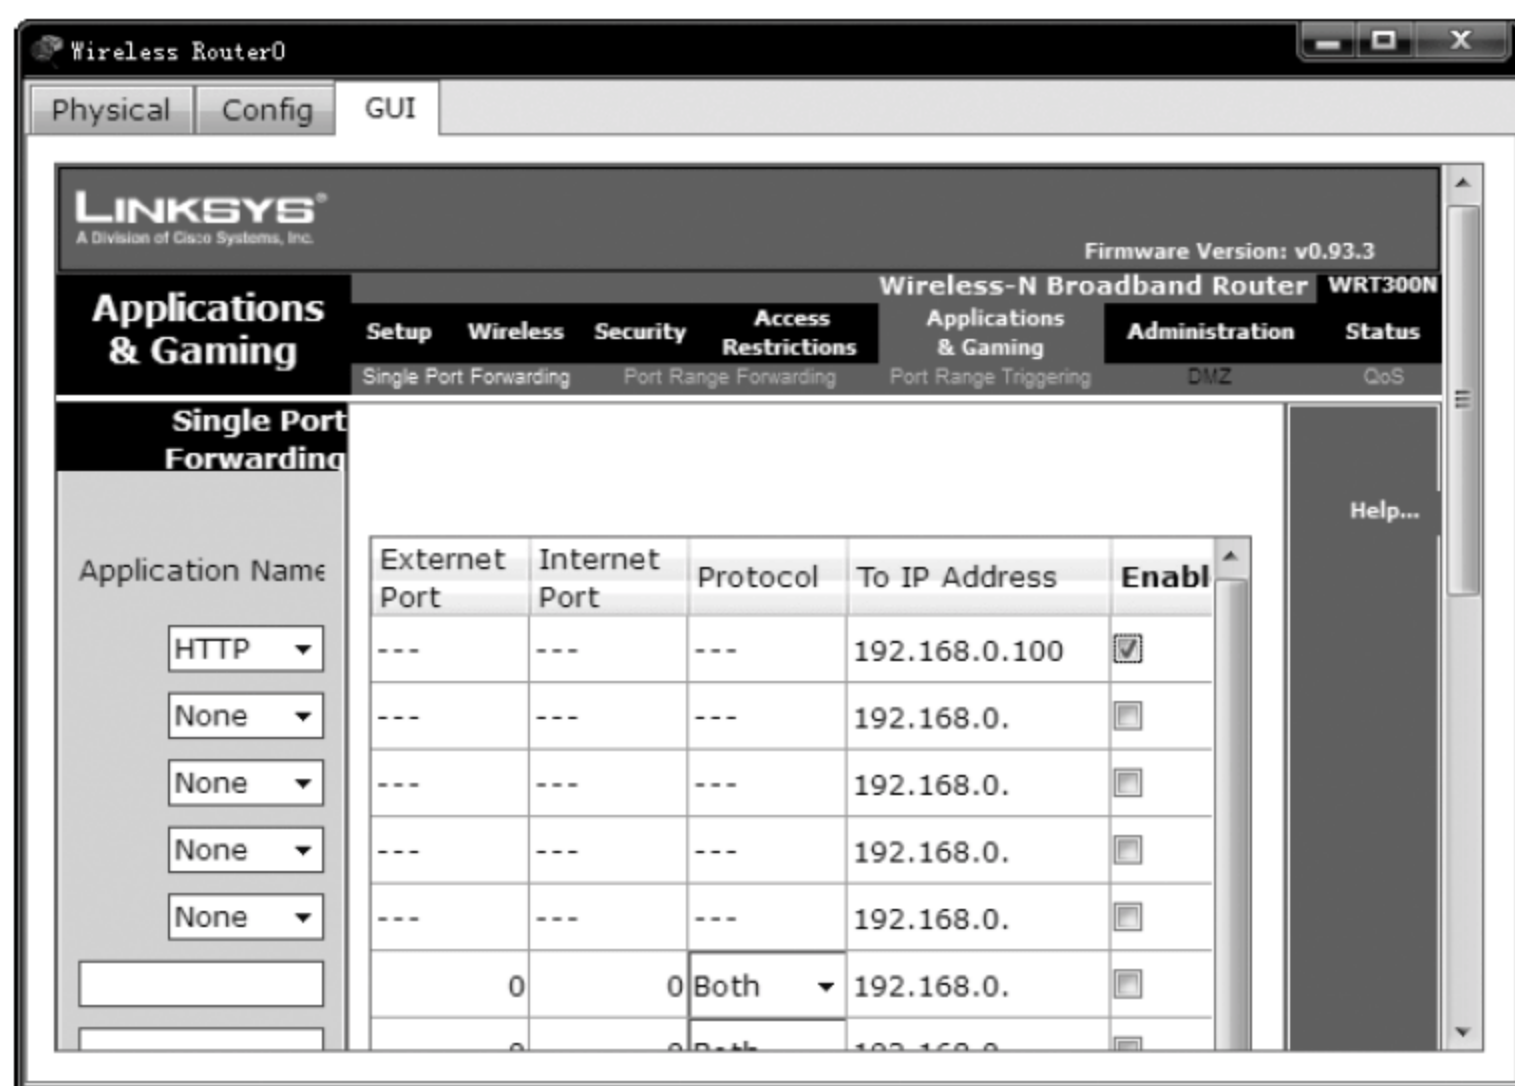 Wireless Router0
Physical Config GUI
LINKSYS®
A Division of Cisco Systems, Inc.
Firmware Version: v0.93.3
Wireless-N Broadband Router WRT300N
Applications
& Gaming
Setup Wireless Security Access Restrictions Applications & Gaming Administration Status
Single Port Forwarding Port Range Forwarding Port Range Triggering DMZ QoS
Single Port
Forwarding
Help...
Application Name Externet Port Internet Port Protocol To IP Address Enabl
HTTP --- --- --- 192.168.0.100
None --- --- --- 192.168.0.
None --- --- --- 192.168.0.
None --- --- --- 192.168.0.
None --- --- --- 192.168.0.
0 0 Both 192.168.0.